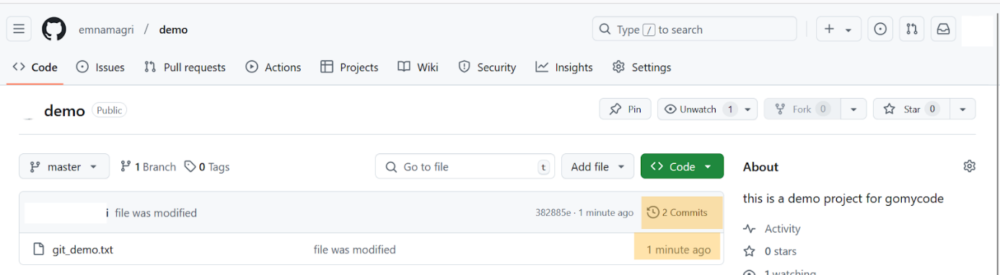 emnamagri / demo
Type / to search
Code Issues Pull requests Actions Projects Wiki Security Insights Settings
demo Public
Pin Unwatch 1 Fork 0 Star 0
master 1 Branch 0 Tags Go to file t Add file Code
About
i file was modified 382885e · 1 minute ago 2 Commits
this is a demo project for gomycode
Activity
git_demo.txt file was modified 1 minute ago
0 stars
1 watching